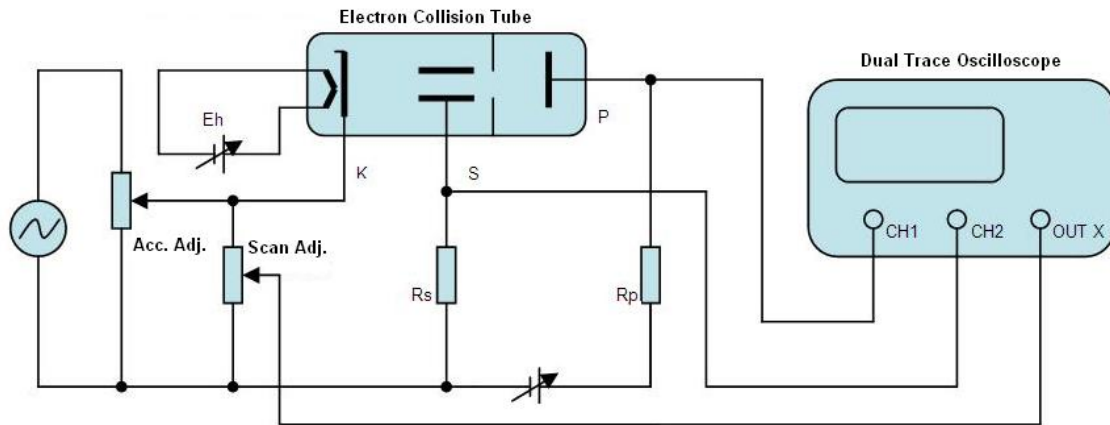 Electron Collision Tube
Dual Trace Oscilloscope
Eh
P
K
S
Acc. Adj.
Scan Adj.
CH1
CH2
OUT X
Rs
Rp